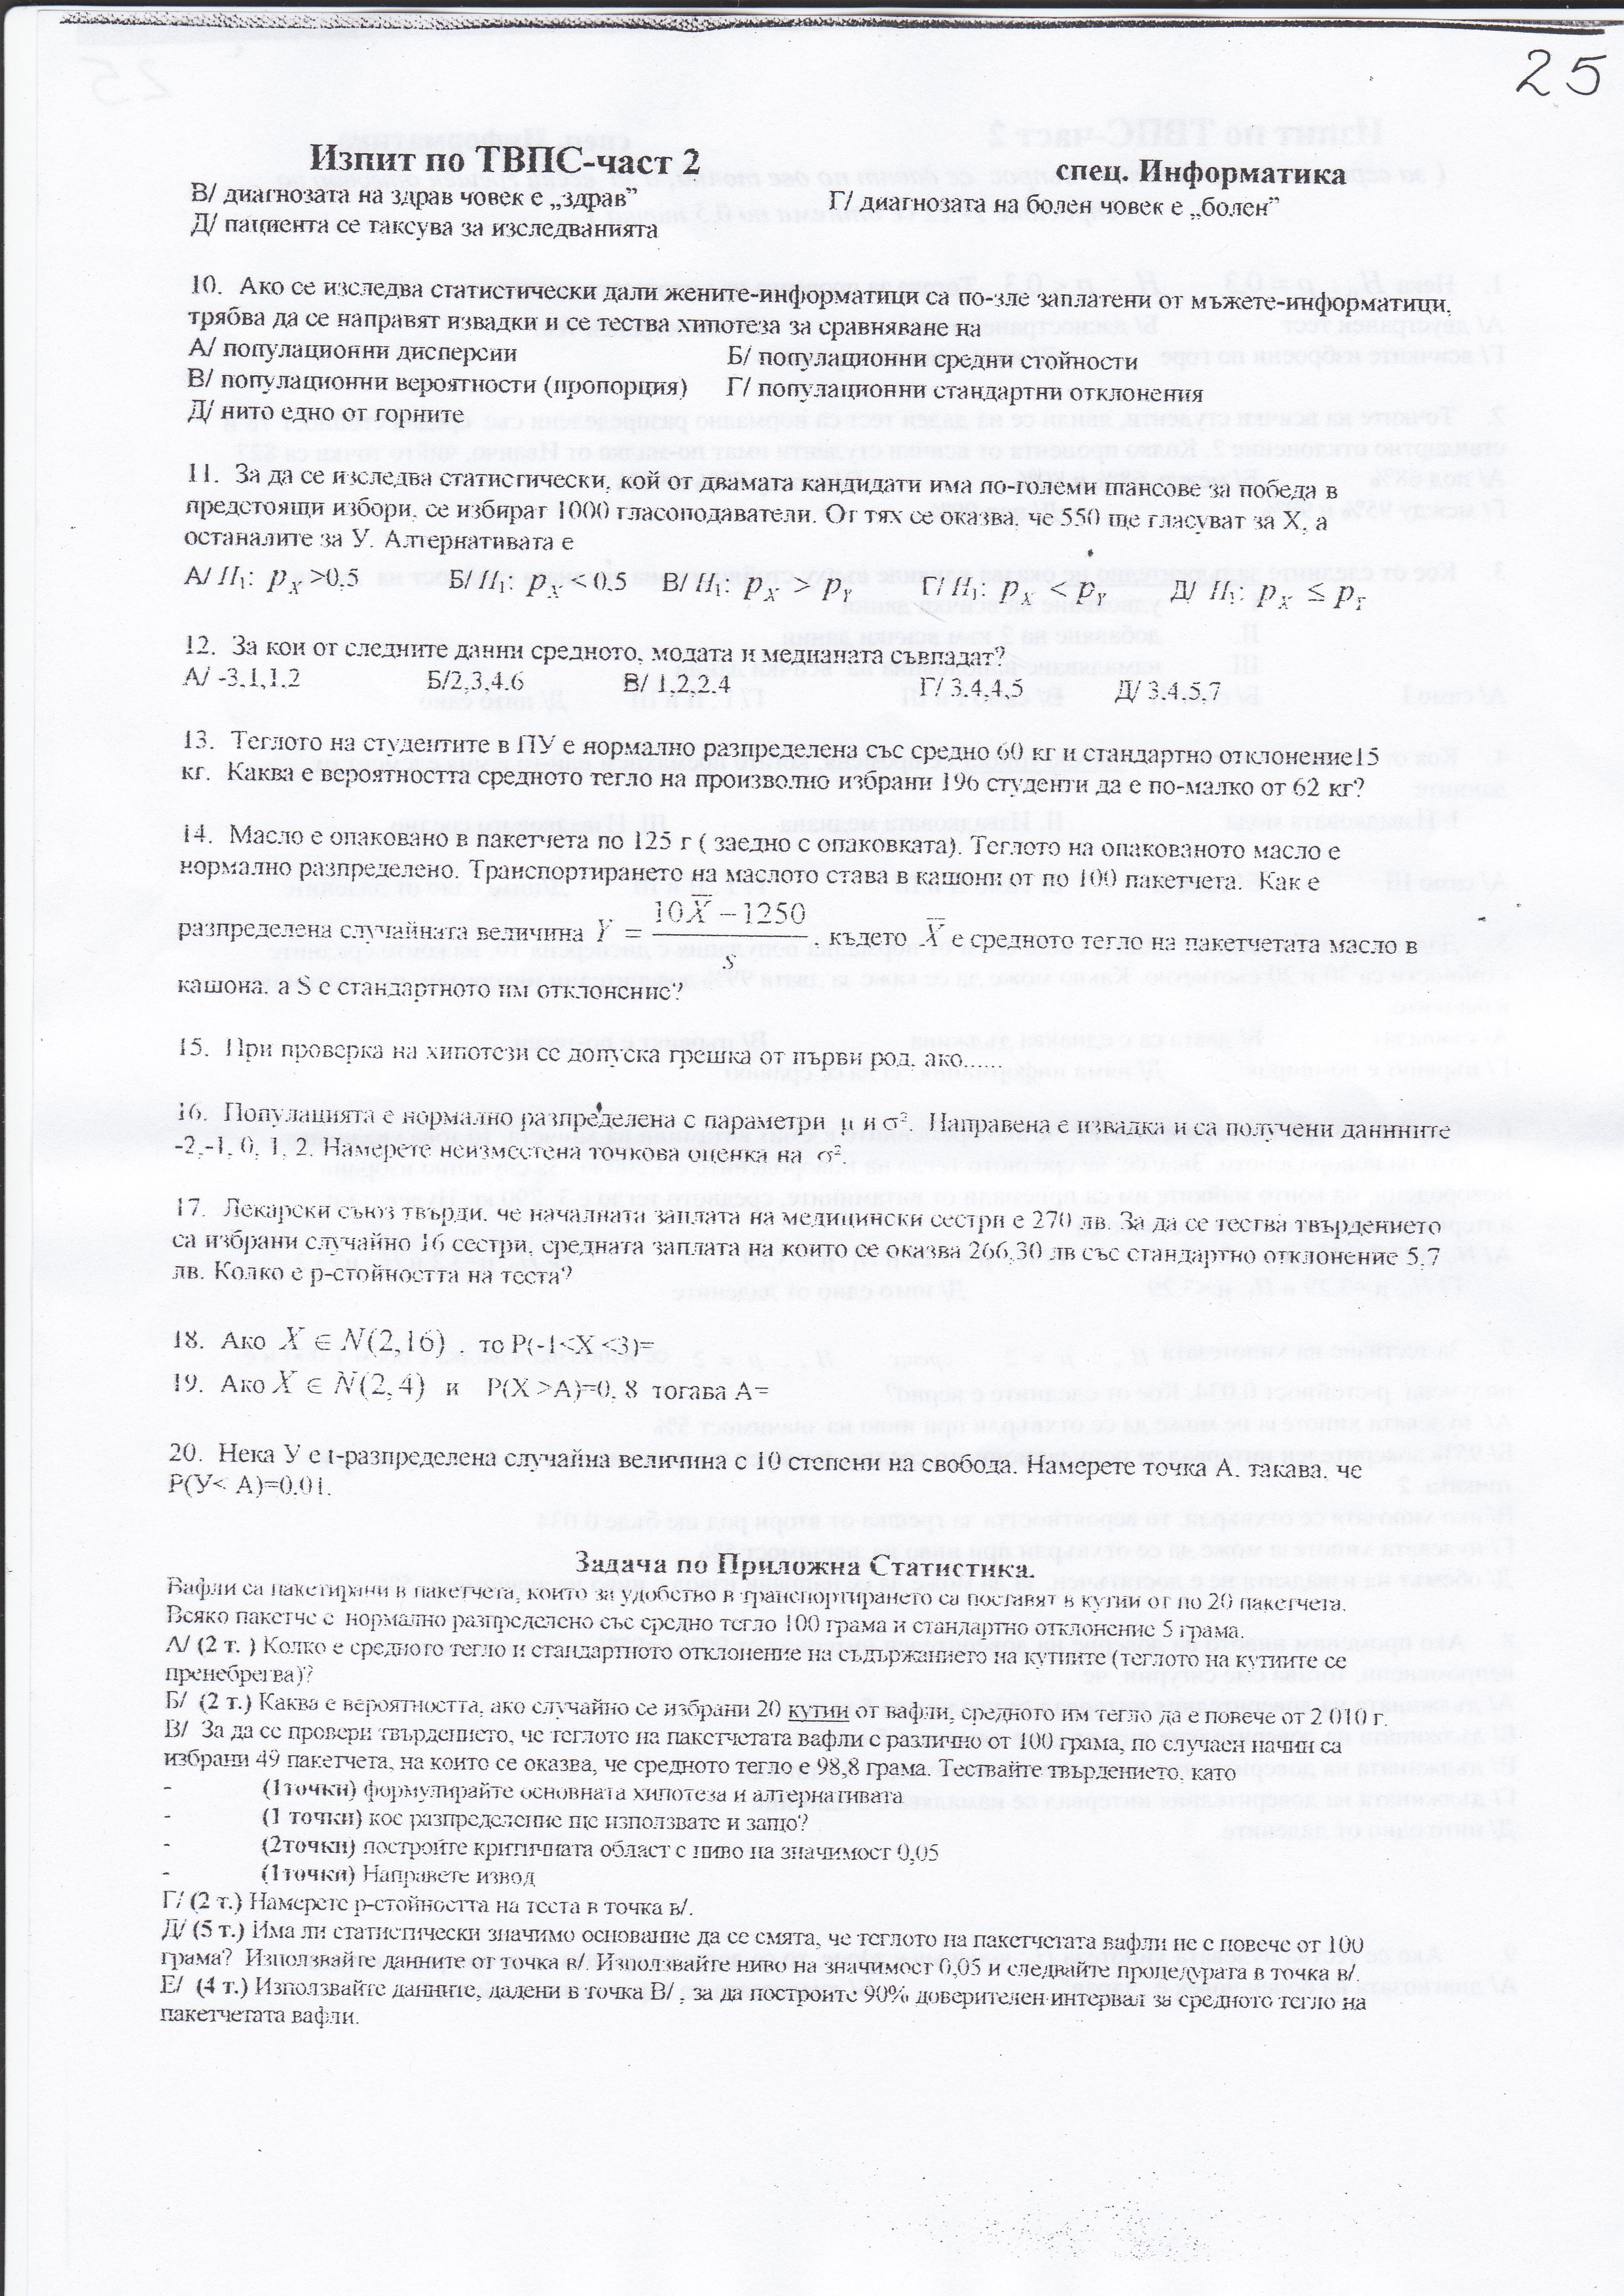 25
Изпит по ТВПС-част 2 спец. Информатика
В/ диагнозата на здрав човек е „здрав” Г/ диагнозата на болен човек е „болен”
Д/ пациента се таксува за изследванията
10. Ако се изследва статистически дали жените-информатици са по-зле заплатени от мъжете-информатици,
трябва да се направят извадки и се тества хипотеза за сравняване на
А/ популационни дисперсии Б/ популационни средни стойности
В/ популационни вероятности (пропорция) Г/ популационни стандартни отклонения
Д/ нито едно от горните
11. За да се изследва статистически, кой от двамата кандидати има по-големи шансове за победа в
предстоящи избори, се избират 1000 гласоподаватели. От тях се оказва, че 550 ще гласуват за X, а
останалите за У. Алтернативата е
А/ H₁: p_X >0,5 Б/ H₁: p_X < 0,5 В/ H₁: p_X > p_Y Г/ H₁: p_X < p_Y Д/ H₁: p_X ≤ p_Y
12. За кои от следните данни средното, модата и медианата съвпадат?
А/ -3,1,1,2 Б/2,3,4,6 В/ 1,2,2,4 Г/ 3,4,4,5 Д/ 3,4,5,7
13. Теглото на студентите в ПУ е нормално разпределена със средно 60 кг и стандартно отклонение15
кг. Каква е вероятността средното тегло на произволно избрани 196 студенти да е по-малко от 62 кг?
14. Масло е опаковано в пакетчета по 125 г ( заедно с опаковката). Теглото на опакованото масло е
нормално разпределено. Транспортирането на маслото става в кашони от по 100 пакетчета. Как е
разпределена случайната величина Y = (10X̅ − 1250)/S , където X̅ е средното тегло на пакетчетата масло в
кашона, а S е стандартното им отклонение?
15. При проверка на хипотези се допуска грешка от първи род, ако......
16. Популацията е нормално разпределена с параметри μ и σ². Направена е извадка и са получени даннните
-2,-1, 0, 1, 2. Намерете неизместена точкова оценка на σ².
17. Лекарски съюз твърди, че началната заплата на медицински сестри е 270 лв. За да се тества твърдението
са избрани случайно 16 сестри, средната заплата на които се оказва 266,30 лв със стандартно отклонение 5,7
лв. Колко е р-стойността на теста?
18. Ако X ∈ N(2,16) , то P(-1<X <3)=
19. Ако X ∈ N(2,4) и P(X >A)=0, 8 тогава A=
20. Нека У е t-разпределена случайна величина с 10 степени на свобода. Намерете точка А, такава, че
P(У< A)=0,01.
Задача по Приложна Статистика.
Вафли са пакетирани в пакетчета, които за удобство в транспортирането са поставят в кутии от по 20 пакетчета.
Всяко пакетче е нормално разпределено със средно тегло 100 грама и стандартно отклонение 5 грама.
А/ (2 т. ) Колко е средното тегло и стандартното отклонение на съдържанието на кутиите (теглото на кутиите се
пренебрегва)?
Б/ (2 т.) Каква е вероятността, ако случайно се избрани 20 кутии от вафли, средното им тегло да е повече от 2 010 г.
В/ За да се провери твърдението, че теглото на пакетчетата вафли е различно от 100 грама, по случаен начин са
избрани 49 пакетчета, на които се оказва, че средното тегло е 98,8 грама. Тествайте твърдението, като
- (1точки) формулирайте основната хипотеза и алтернативата
- (1 точки) кое разпределение ще използвате и защо?
- (2точки) постройте критичната област с ниво на значимост 0,05
- (1точки) Направете извод
Г/ (2 т.) Намерете р-стойността на теста в точка в/.
Д/ (5 т.) Има ли статистически значимо основание да се смята, че теглото на пакетчетата вафли не е повече от 100
грама? Използвайте данните от точка в/. Използвайте ниво на значимост 0,05 и следвайте процедурата в точка в/.
Е/ (4 т.) Използвайте данните, дадени в точка В/ , за да построите 90% доверителен интервал за средното тегло на
пакетчетата вафли.